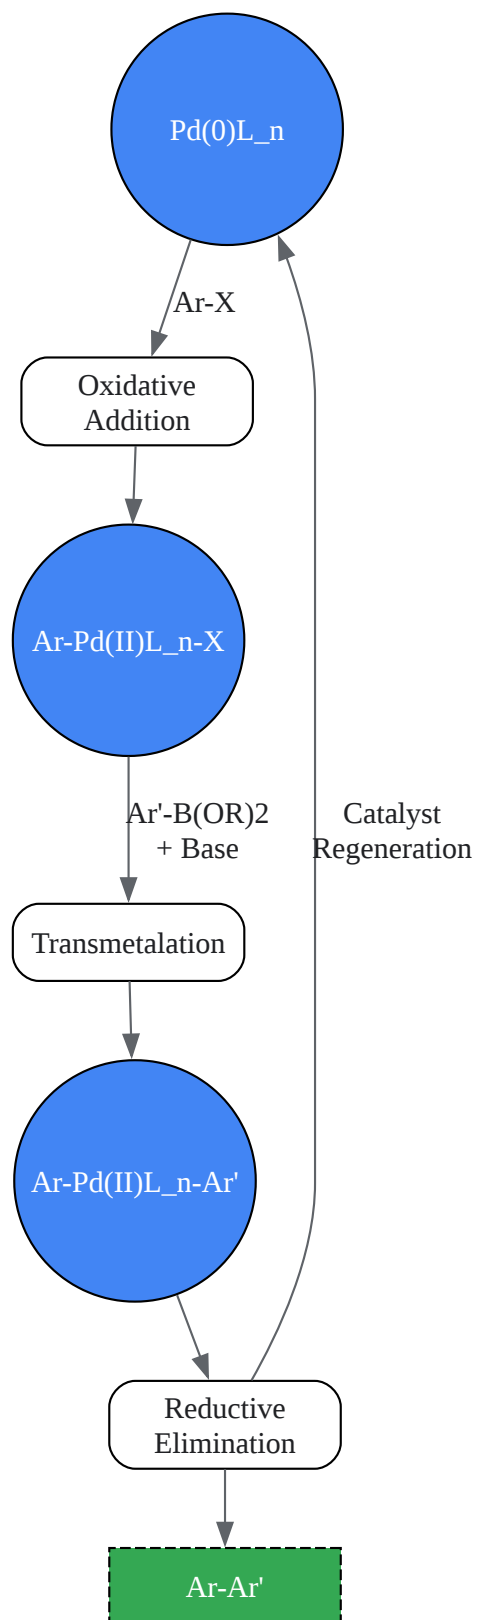 Pd(0)L_n
Ar-X
Oxidative
Addition
Ar-Pd(II)L_n-X
Ar'-B(OR)2
+ Base
Catalyst
Regeneration
Transmetalation
Ar-Pd(II)L_n-Ar'
Reductive
Elimination
Ar-Ar'